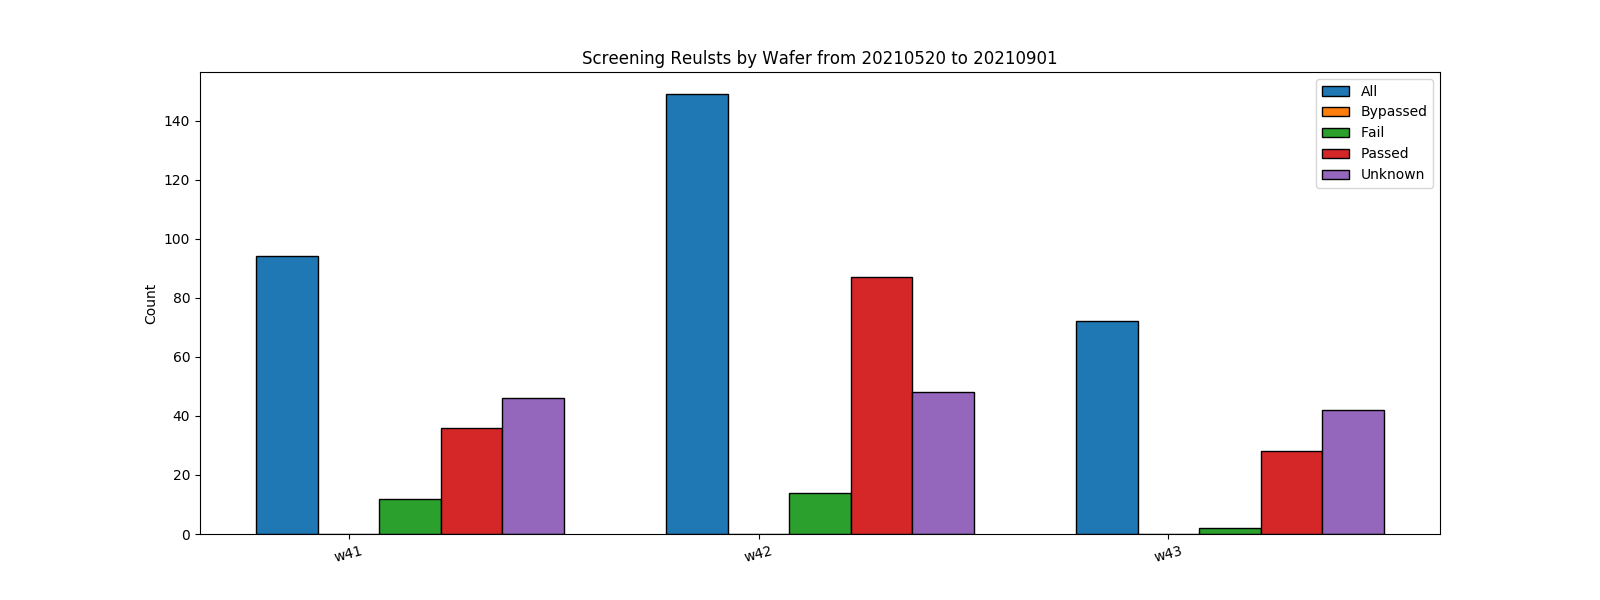 Screening Reulsts by Wafer from 20210520 to 20210901
All
Bypassed
Fail
Passed
Unknown
140
120
100
80
60
40
20
0
Count
w41
w42
w43